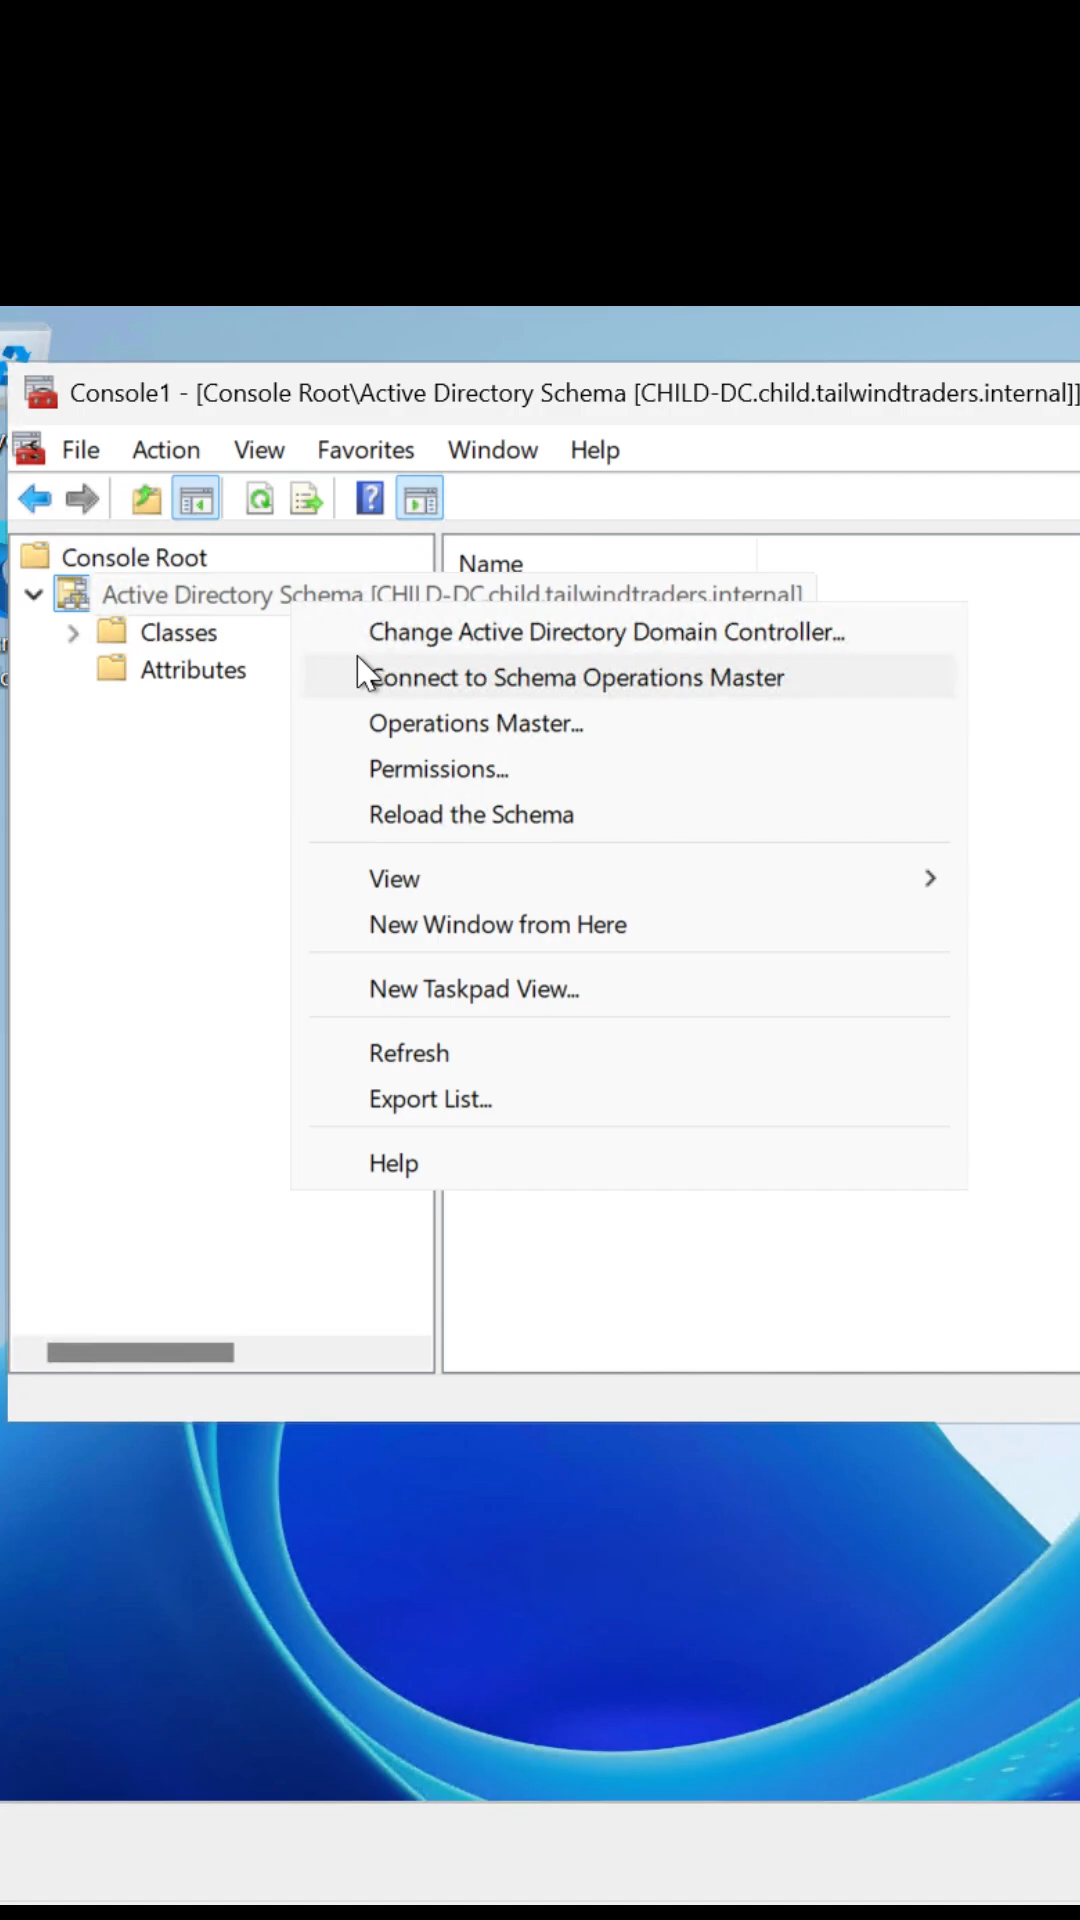 Console1 - [Console Root\Active Directory Schema [CHILD-DC.child.tailwindtraders.internal]]
File Action View Favorites Window Help
Console Root
Name
Active Directory Schema [CHILD-DC.child.tailwindtraders.internal]
Classes
Attributes
Change Active Directory Domain Controller...
Connect to Schema Operations Master
Operations Master...
Permissions...
Reload the Schema
View
New Window from Here
New Taskpad View...
Refresh
Export List...
Help